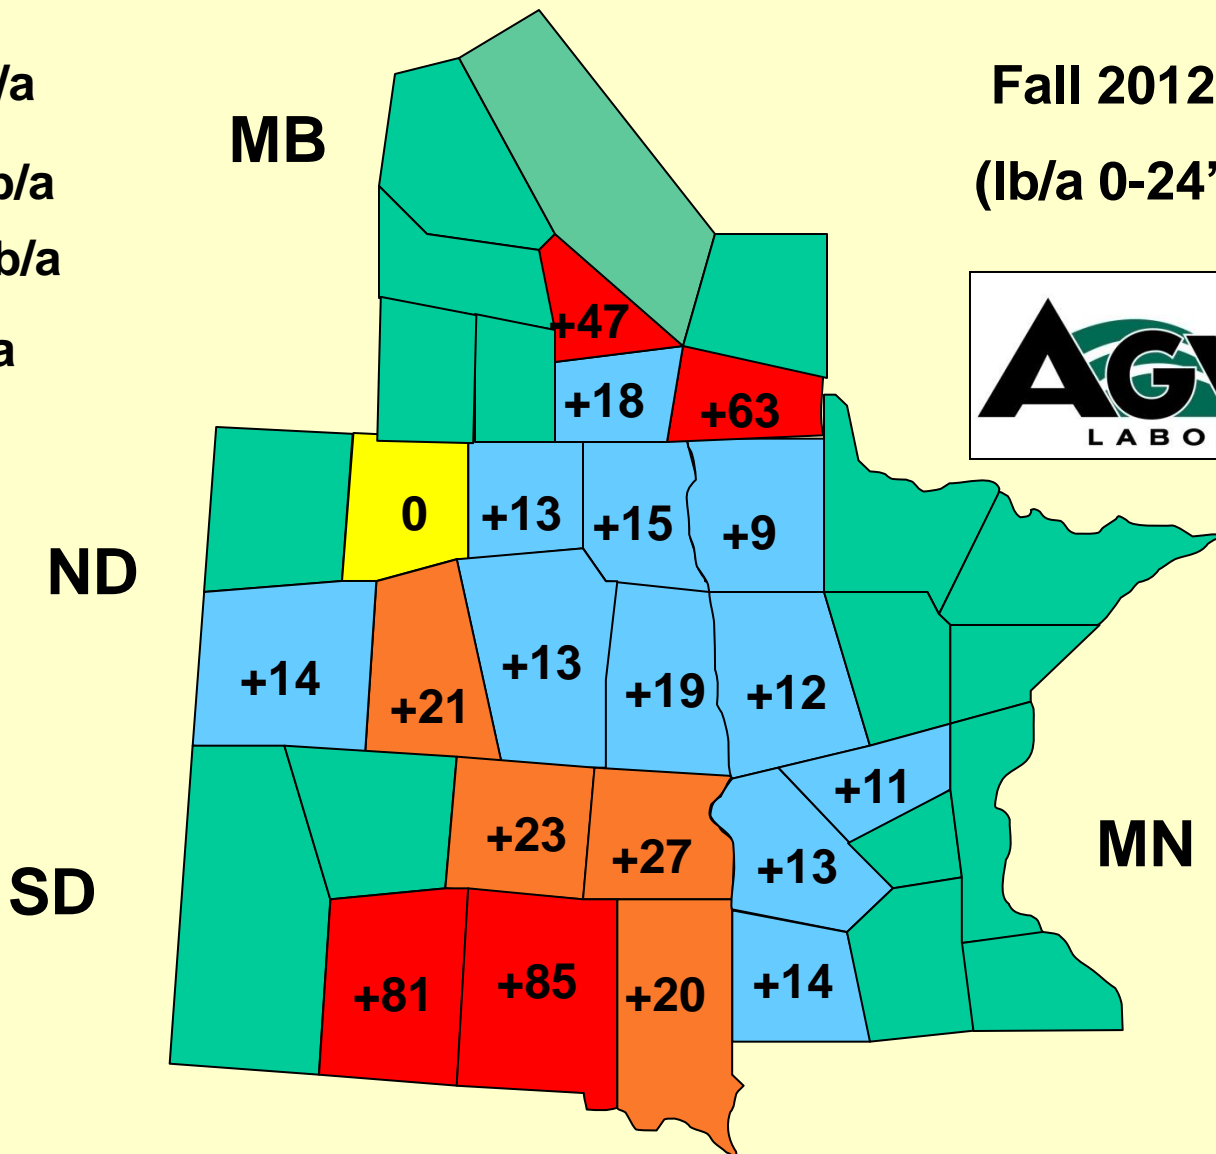 /a
Fall 2012
MB
b/a
(lb/a 0-24”
b/a
+47
a
+18
+63
AGV
LABO
0
+13
+15
+9
ND
+14
+21
+13
+19
+12
+11
+23
+27
+13
MN
SD
+81
+85
+20
+14